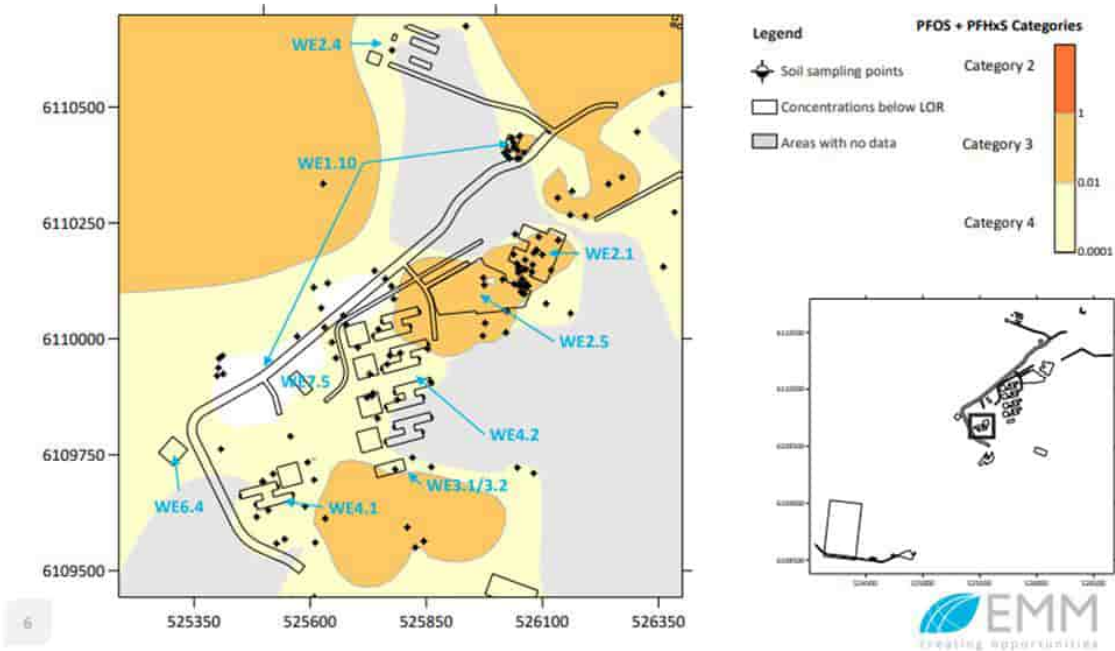 WE2.4
6110500
WE1.10
6110250
WE2.1
6110000
WE2.5
WE7.5
WE4.2
6109750
WE3.1/3.2
WE6.4
WE4.1
6109500
525350
525600
525850
526100
526350
6
Legend
Soil sampling points
Concentrations below LOR
Areas with no data
PFOS + PFHxS Categories
Category 2
1
Category 3
0.01
Category 4
0.0001
EMM
creating opportunities